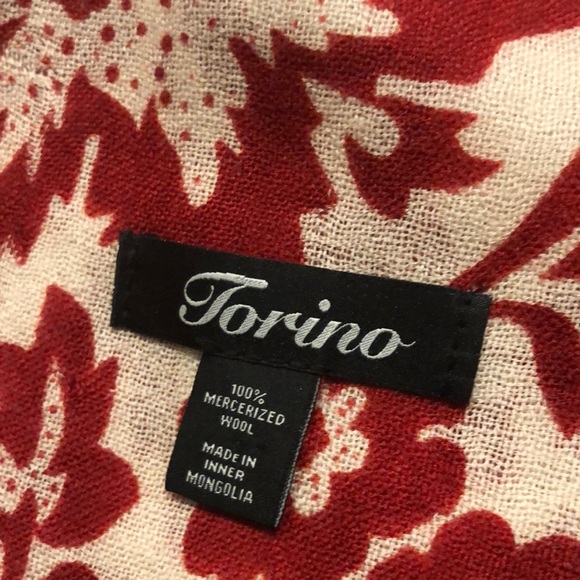 Torino
100%
MERCERIZED
WOOL
MADE IN
INNER
MONGOLIA